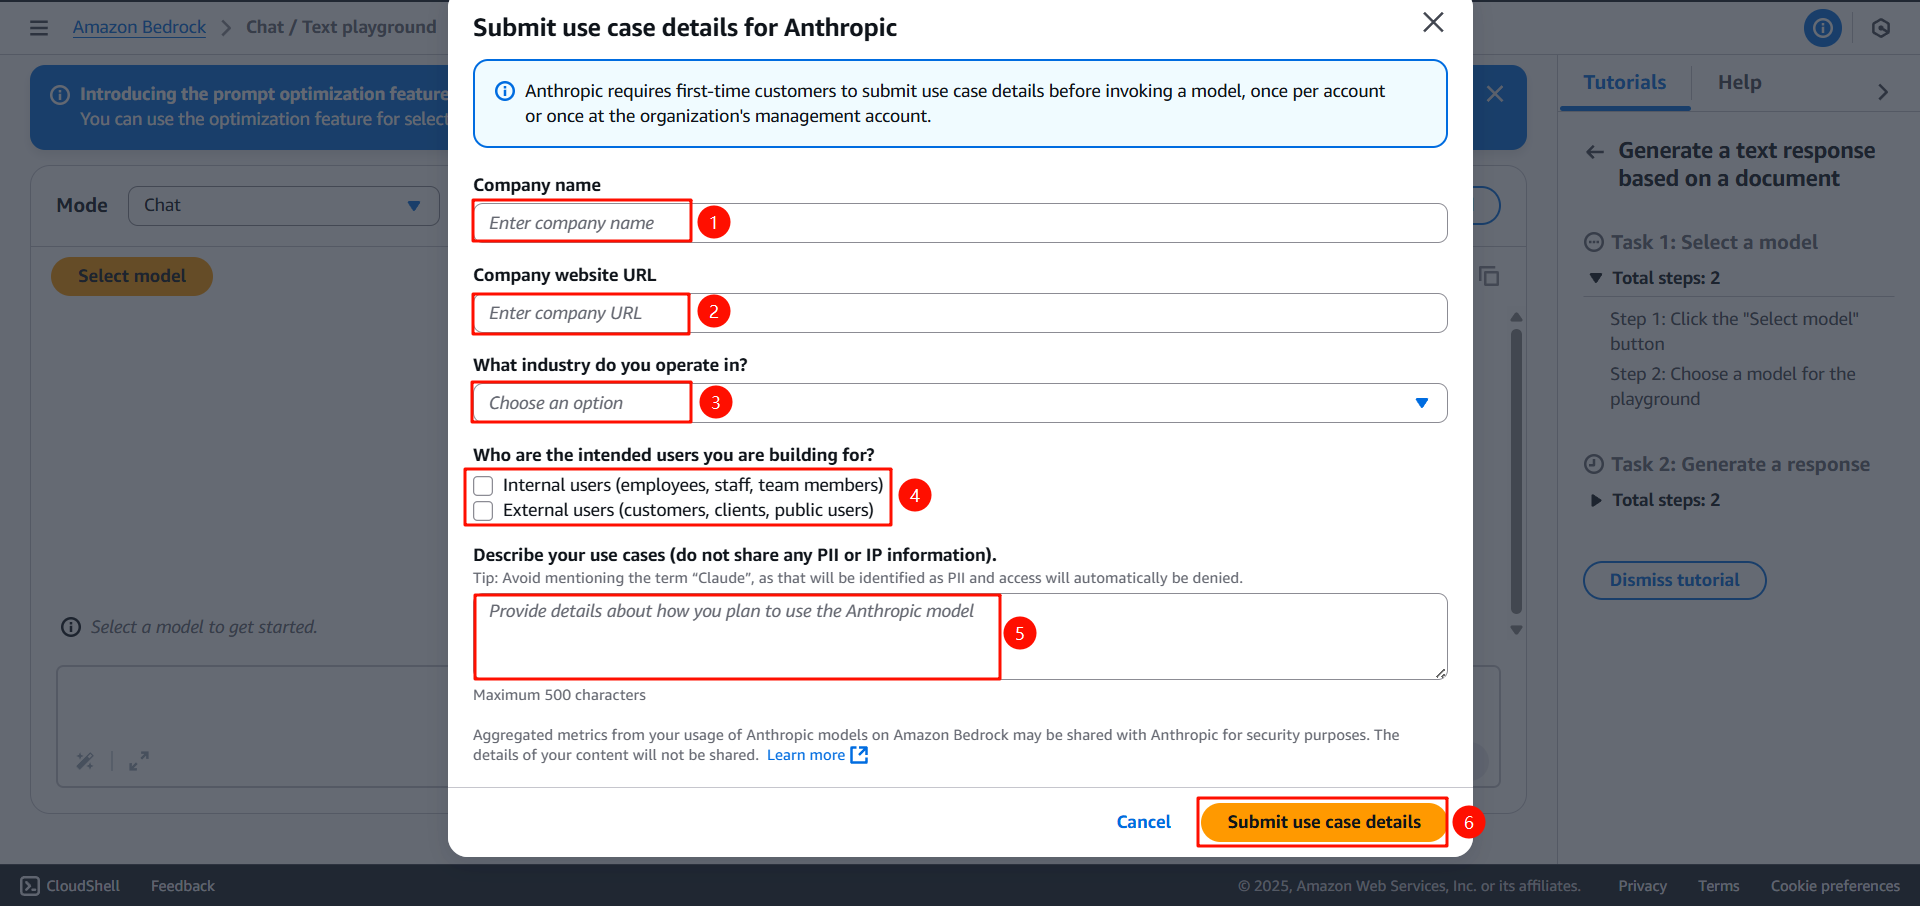 Amazon Bedrock > Chat / Text playground
Introducing the prompt optimization feature
You can use the optimization feature for select
Mode
Chat
Select model
Select a model to get started.
Submit use case details for Anthropic
Anthropic requires first-time customers to submit use case details before invoking a model, once per account
or once at the organization's management account.
Company name
Enter company name
1
Company website URL
Enter company URL
2
What industry do you operate in?
Choose an option
3
Who are the intended users you are building for?
Internal users (employees, staff, team members)
External users (customers, clients, public users)
4
Describe your use cases (do not share any PII or IP information).
Tip: Avoid mentioning the term “Claude”, as that will be identified as PII and access will automatically be denied.
Provide details about how you plan to use the Anthropic model
5
Maximum 500 characters
Aggregated metrics from your usage of Anthropic models on Amazon Bedrock may be shared with Anthropic for security purposes. The
details of your content will not be shared. Learn more
Cancel
Submit use case details
6
Tutorials
Help
Generate a text response
based on a document
Task 1: Select a model
Total steps: 2
Step 1: Click the "Select model"
button
Step 2: Choose a model for the
playground
Task 2: Generate a response
Total steps: 2
Dismiss tutorial
CloudShell
Feedback
© 2025, Amazon Web Services, Inc. or its affiliates.
Privacy
Terms
Cookie preferences